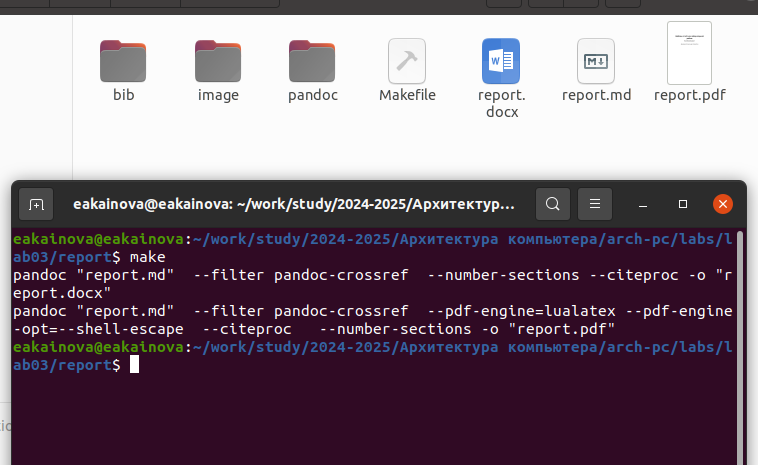 bib
image
pandoc
Makefile
report.
docx
report.md
report.pdf
eakainova@eakainova: ~/work/study/2024-2025/Архитектур...
eakainova@eakainova:~/work/study/2024-2025/Архитектура компьютера/arch-pc/labs/l
ab03/report$ make
pandoc "report.md"  --filter pandoc-crossref  --number-sections --citeproc -o "r
eport.docx"
pandoc "report.md"  --filter pandoc-crossref  --pdf-engine=lualatex --pdf-engine
-opt=--shell-escape  --citeproc   --number-sections -o "report.pdf"
eakainova@eakainova:~/work/study/2024-2025/Архитектура компьютера/arch-pc/labs/l
ab03/report$